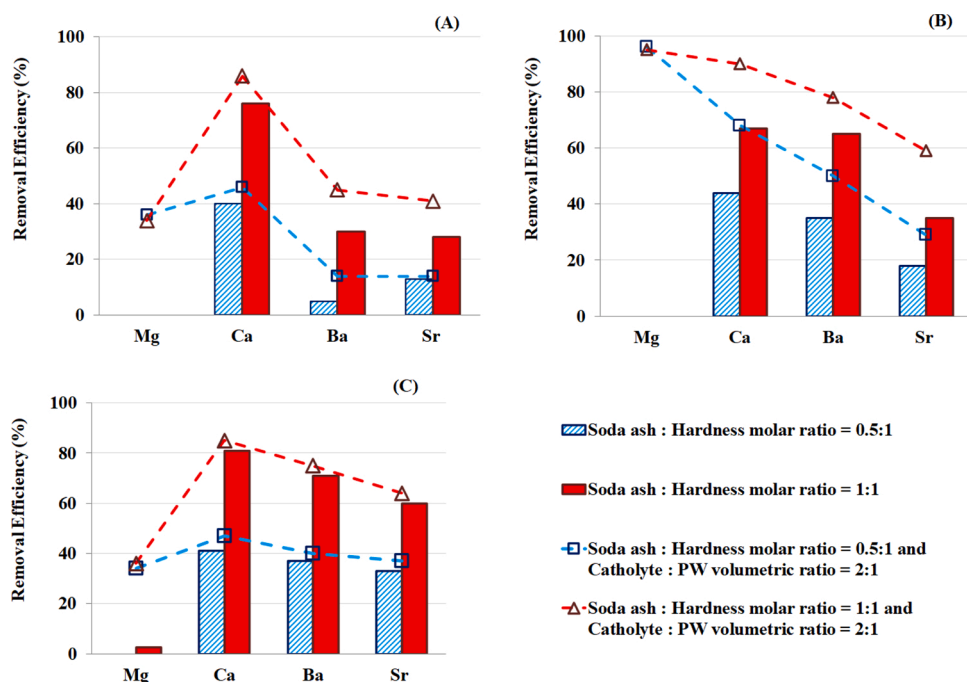 (A)
Removal Efficiency (%)
100
80
60
40
20
0
Mg Ca Ba Sr
(B)
Removal Efficiency (%)
100
80
60
40
20
0
Mg Ca Ba Sr
(C)
Removal Efficiency (%)
100
80
60
40
20
0
Mg Ca Ba Sr
Soda ash : Hardness molar ratio = 0.5:1
Soda ash : Hardness molar ratio = 1:1
Soda ash : Hardness molar ratio = 0.5:1 and
Catholyte : PW volumetric ratio = 2:1
Soda ash : Hardness molar ratio = 1:1 and
Catholyte : PW volumetric ratio = 2:1